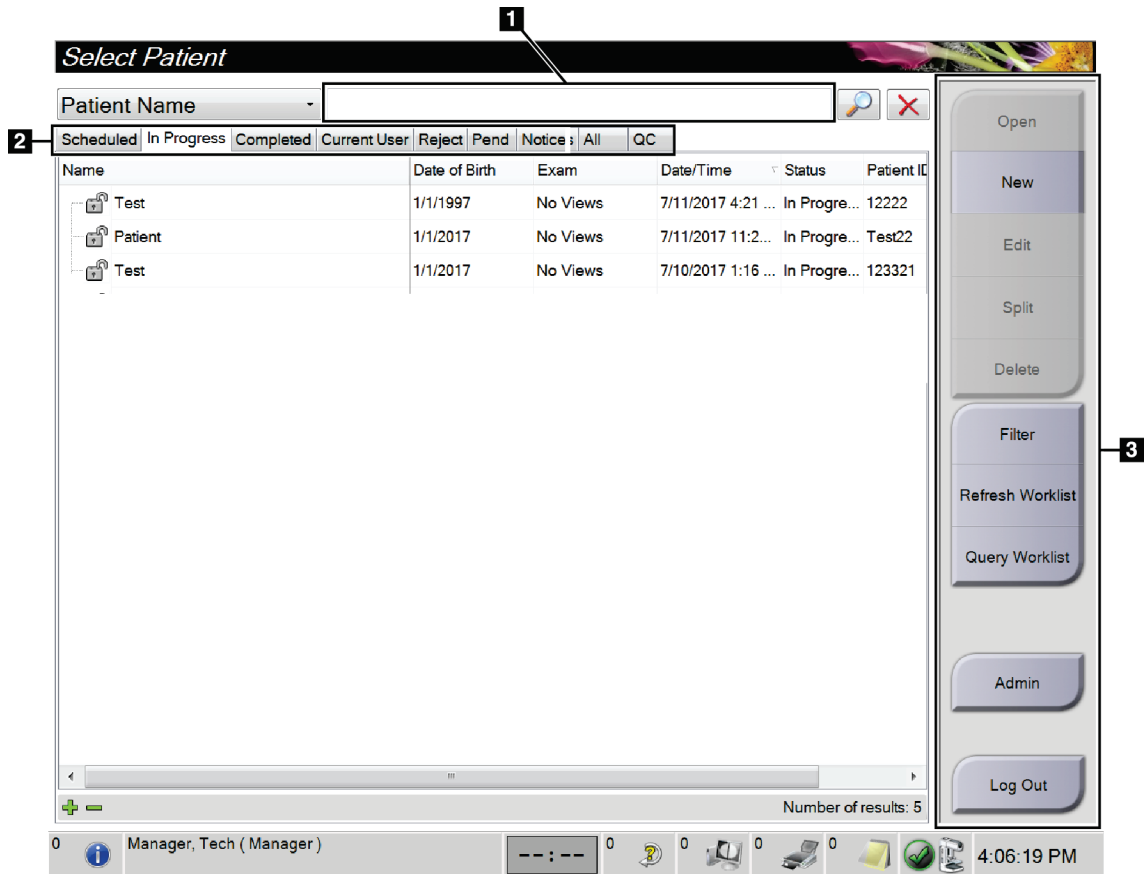 1
Select Patient
Patient Name
2
Scheduled In Progress Completed Current User Reject Pend Notices All QC
Name Date of Birth Exam Date/Time Status Patient ID
Test 1/1/1997 No Views 7/11/2017 4:21 ... In Progre... 12222
Patient 1/1/2017 No Views 7/11/2017 11:2... In Progre... Test22
Test 1/1/2017 No Views 7/10/2017 1:16 ... In Progre... 123321
Open
New
Edit
Split
Delete
Filter
3
Refresh Worklist
Query Worklist
Admin
Log Out
Number of results: 5
0 Manager, Tech ( Manager ) --:-- 0 0 0 0 4:06:19 PM